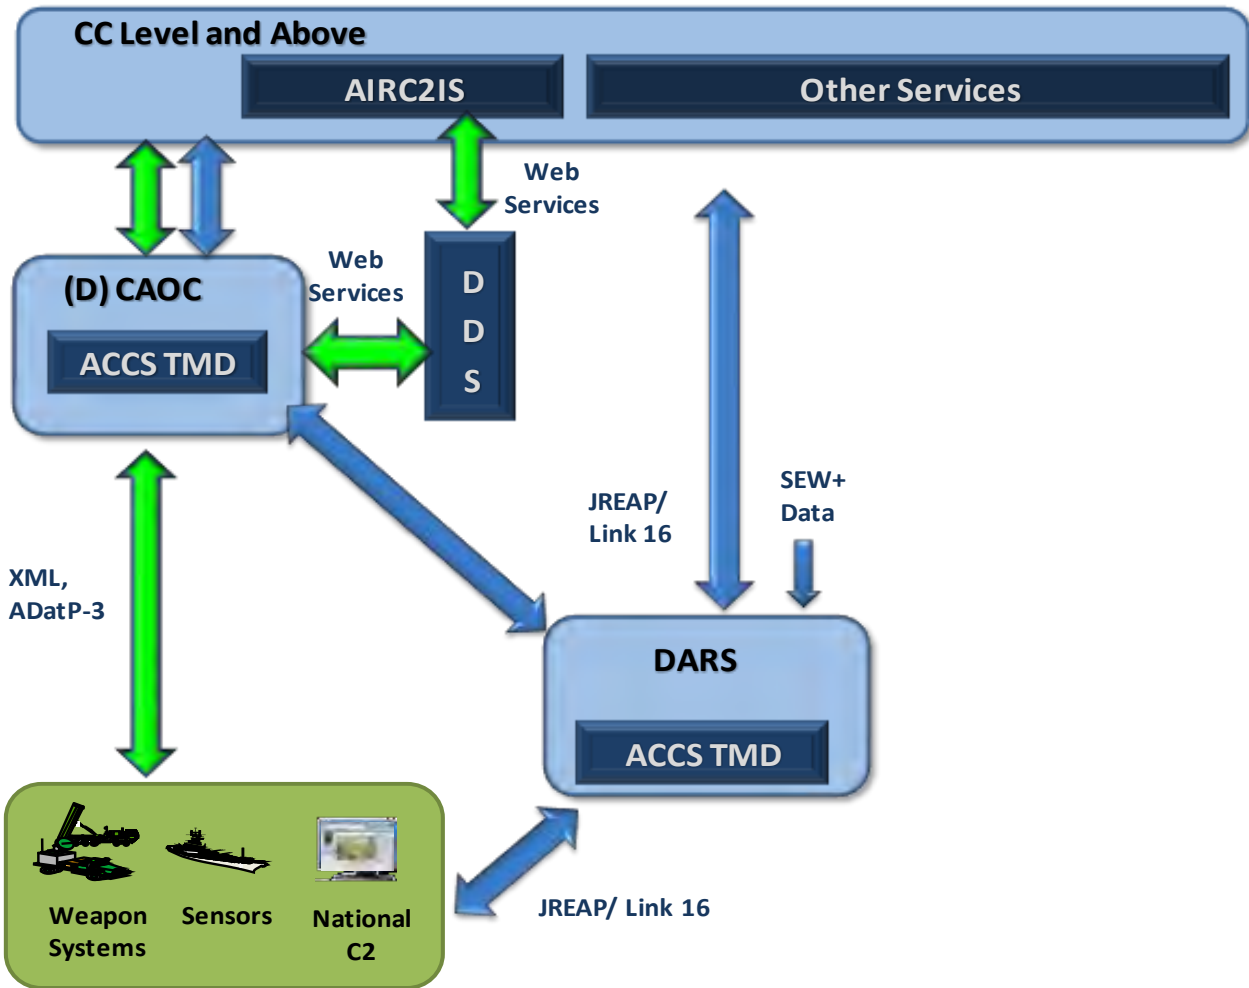 CC Level and Above
AIRC2IS
Other Services
Web
Services
(D) CAOC
ACCS TMD
Web
Services
D
D
S
JREAP/
Link 16
SEW+
Data
XML,
ADatP-3
DARS
ACCS TMD
Weapon
Systems
Sensors
National
C2
JREAP/ Link 16